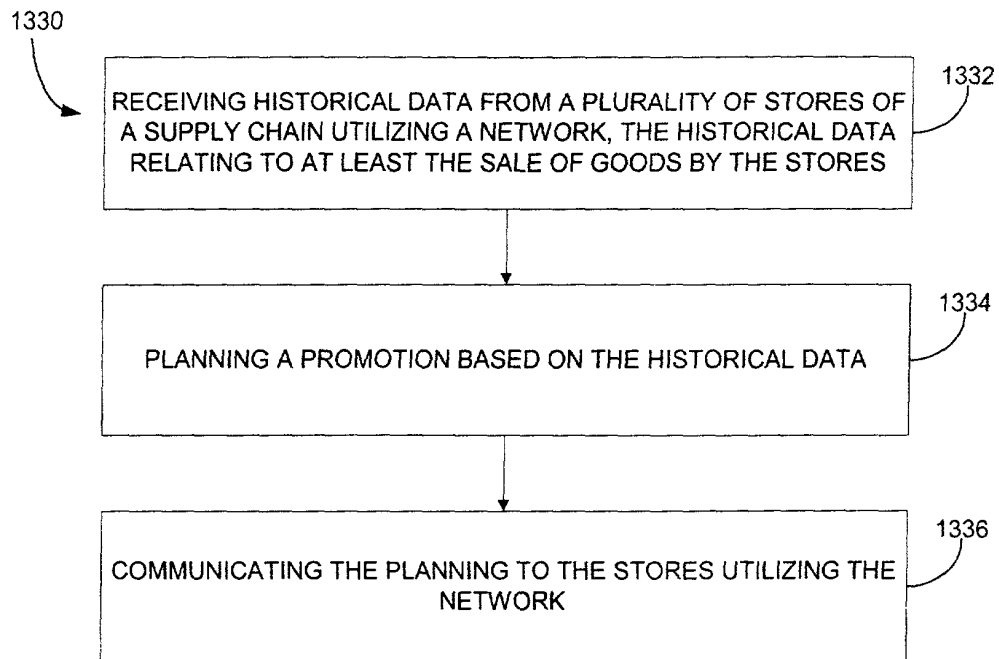 1330
1332
RECEIVING HISTORICAL DATA FROM A PLURALITY OF STORES OF
A SUPPLY CHAIN UTILIZING A NETWORK, THE HISTORICAL DATA
RELATING TO AT LEAST THE SALE OF GOODS BY THE STORES
1334
PLANNING A PROMOTION BASED ON THE HISTORICAL DATA
1336
COMMUNICATING THE PLANNING TO THE STORES UTILIZING THE
NETWORK